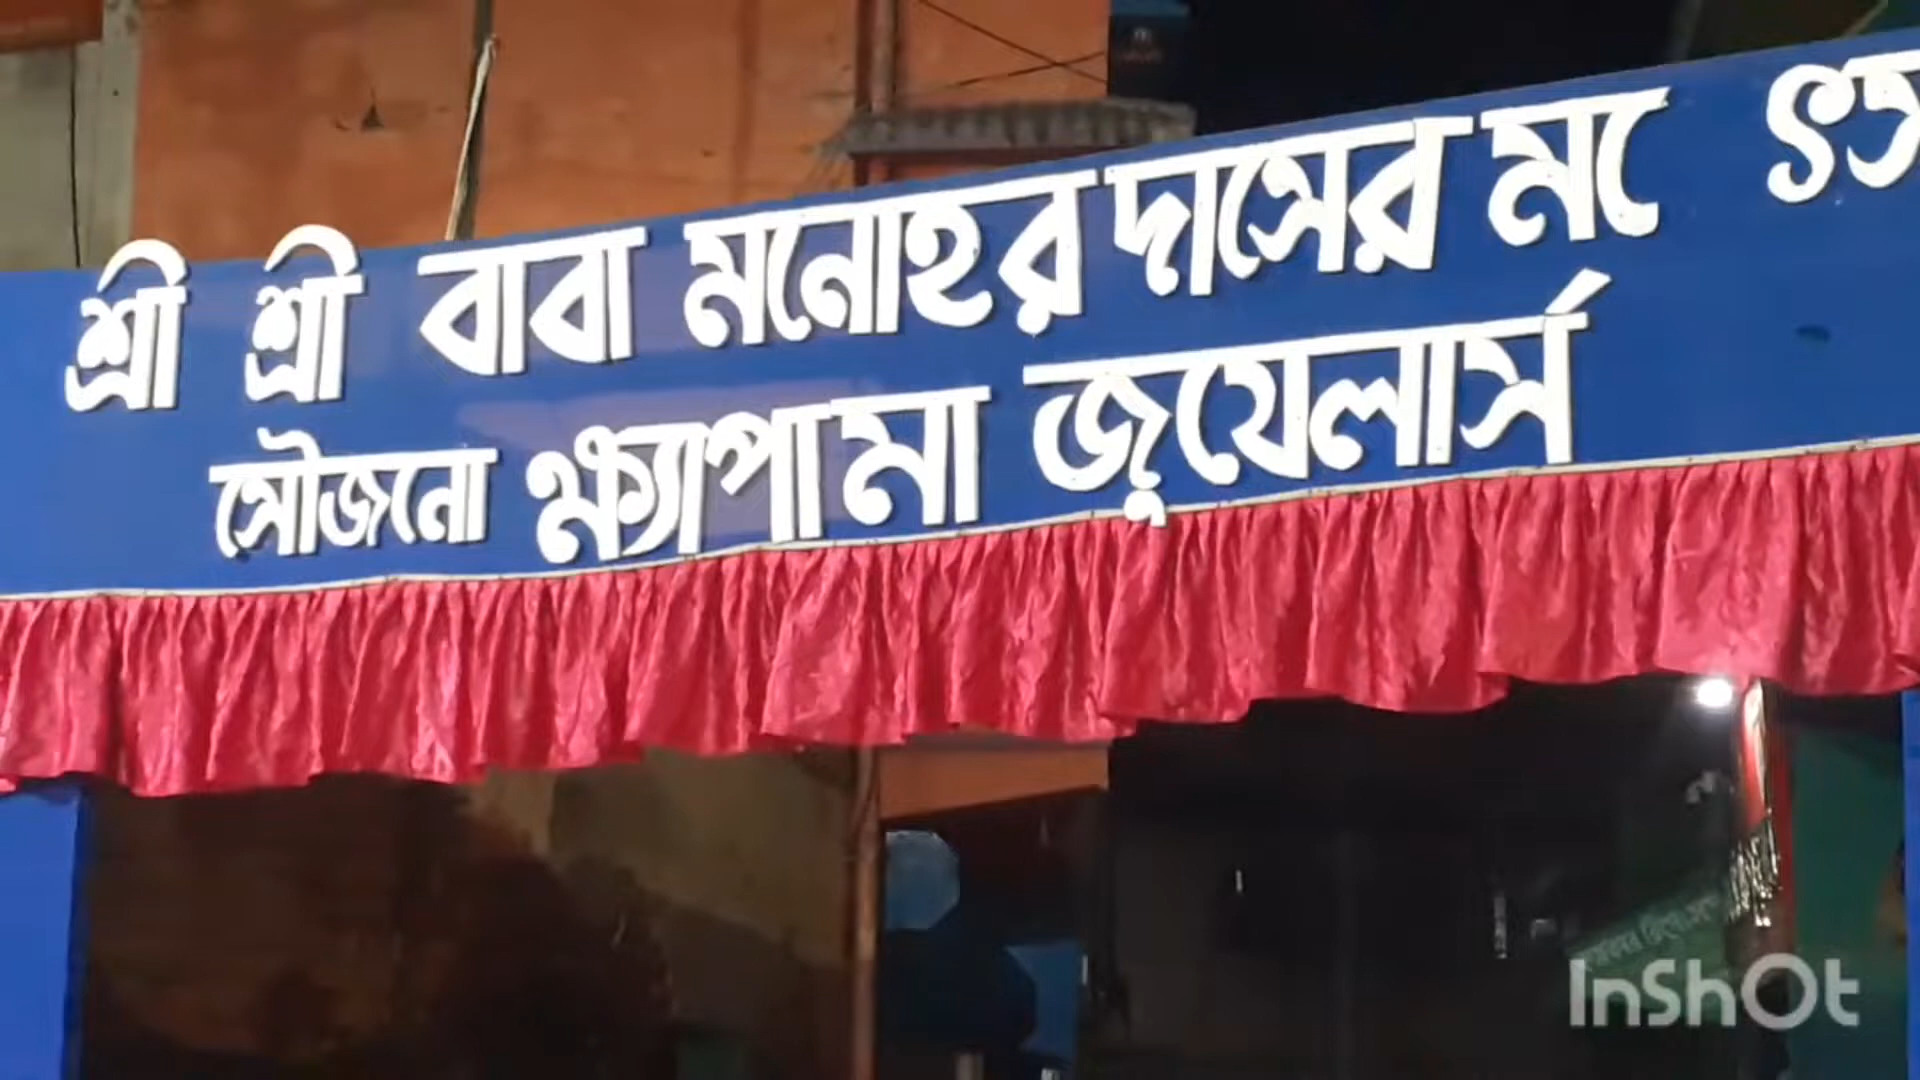 শ্রী শ্রী বাবা মনোহর দাসের ম
সৌজনো ক্ষ্যাপামা জুয়েলার্স
InShOt